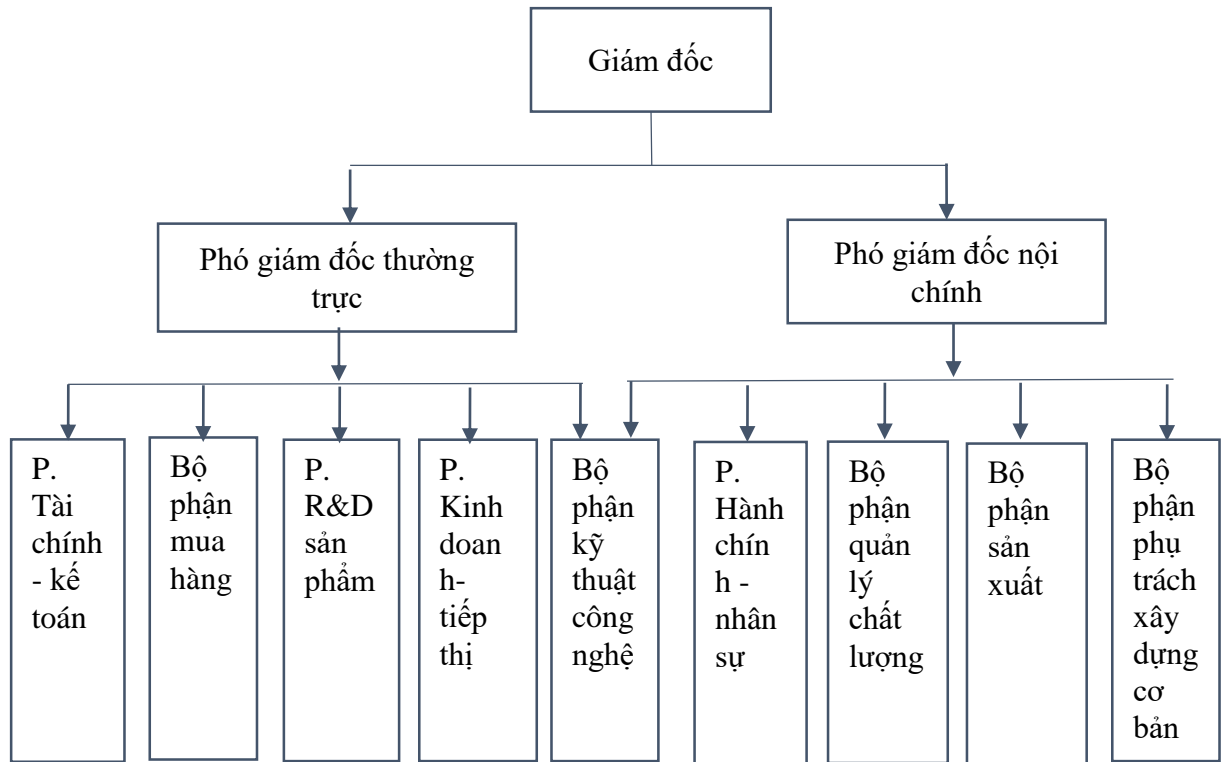 Giám đốc
Phó giám đốc thường
trực
Phó giám đốc nội
chính
P.
Tài
chính
- kế
toán
Bộ
phận
mua
hàng
P.
R&D
sản
phẩm
P.
Kinh
doan
h-
tiếp
thị
Bộ
phận
kỹ
thuật
công
nghệ
P.
Hành
chín
h -
nhân
sự
Bộ
phận
quản
lý
chất
lượng
Bộ
phận
sản
xuất
Bộ
phận
phụ
trách
xây
dựng
cơ
bản